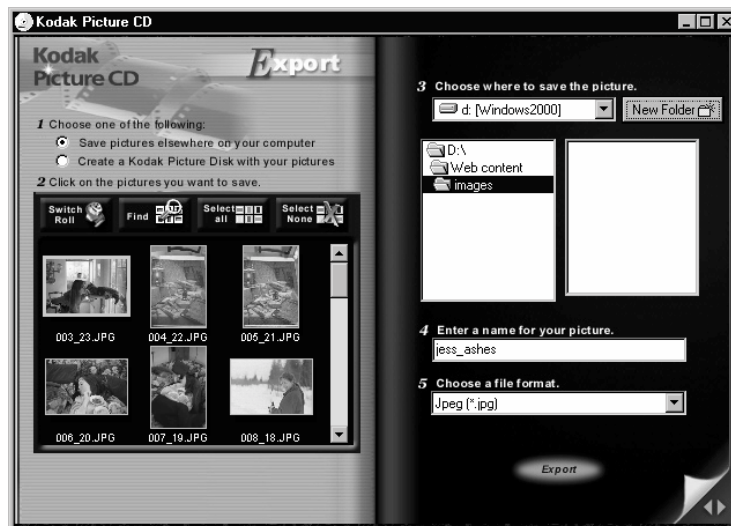 Kodak Picture CD
Kodak
Picture CD
Export
1 Choose one of the following:
Save pictures elsewhere on your computer
Create a Kodak Picture Disk with your pictures
2 Click on the pictures you want to save.
Switch
Roll
Find
Select
all
Select
None
003_23.JPG 004_22.JPG 005_21.JPG
006_20.JPG 007_19.JPG 008_18.JPG
3 Choose where to save the picture.
d: [Windows2000]
New Folder
D:\
Web content
images
4 Enter a name for your picture.
jess_ashes
5 Choose a file format.
Jpeg (*.jpg)
Export